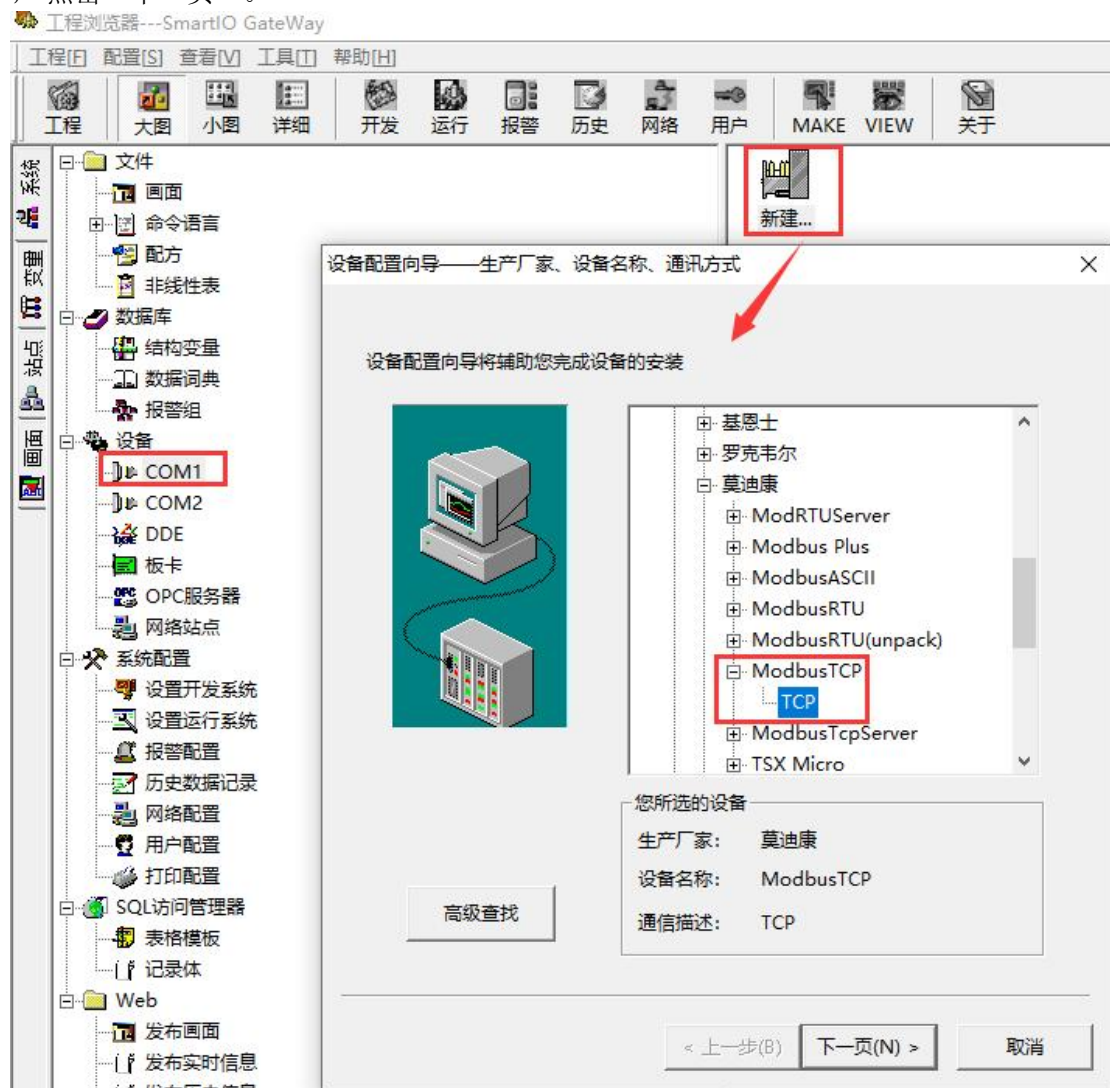 ，点击“下一页”。
工程浏览器---SmartIO GateWay
工程[F] 配置[S] 查看[V] 工具[T] 帮助[H]
工程 大图 小图 详细 开发 运行 报警 历史 网络 用户 MAKE VIEW 关于
系统
变量
站点
画面
文件
画面
命令语言
配方
非线性表
数据库
结构变量
数据词典
报警组
设备
COM1
COM2
DDE
板卡
OPC服务器
网络站点
系统配置
设置开发系统
设置运行系统
报警配置
历史数据记录
网络配置
用户配置
打印配置
SQL访问管理器
表格模板
记录体
Web
发布画面
发布实时信息
新建...
设备配置向导——生产厂家、设备名称、通讯方式
设备配置向导将辅助您完成设备的安装
基恩士
罗克韦尔
莫迪康
ModRTUServer
Modbus Plus
ModbusASCII
ModbusRTU
ModbusRTU(unpack)
ModbusTCP
TCP
ModbusTcpServer
TSX Micro
您所选的设备
生产厂家： 莫迪康
设备名称： ModbusTCP
通信描述： TCP
高级查找
< 上一步(B) 下一页(N) > 取消